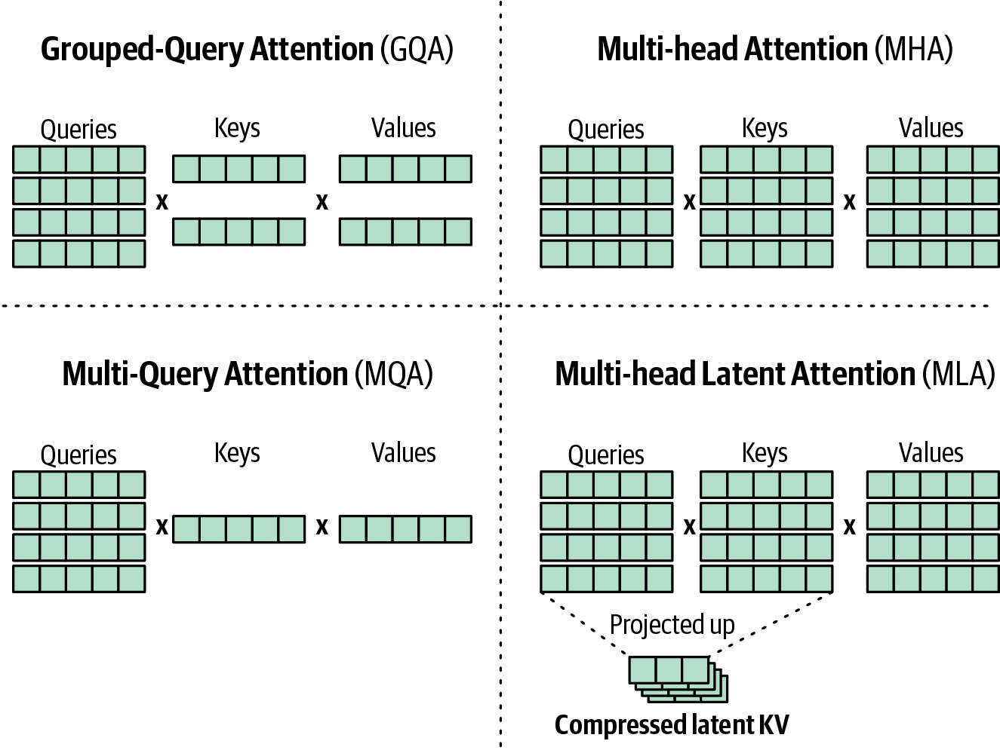 Grouped-Query Attention (GQA)
Queries
Keys
Values
x
x
Multi-head Attention (MHA)
Queries
Keys
Values
x
x
Multi-Query Attention (MQA)
Queries
Keys
Values
x
x
Multi-head Latent Attention (MLA)
Queries
Keys
Values
x
x
Projected up
Compressed latent KV